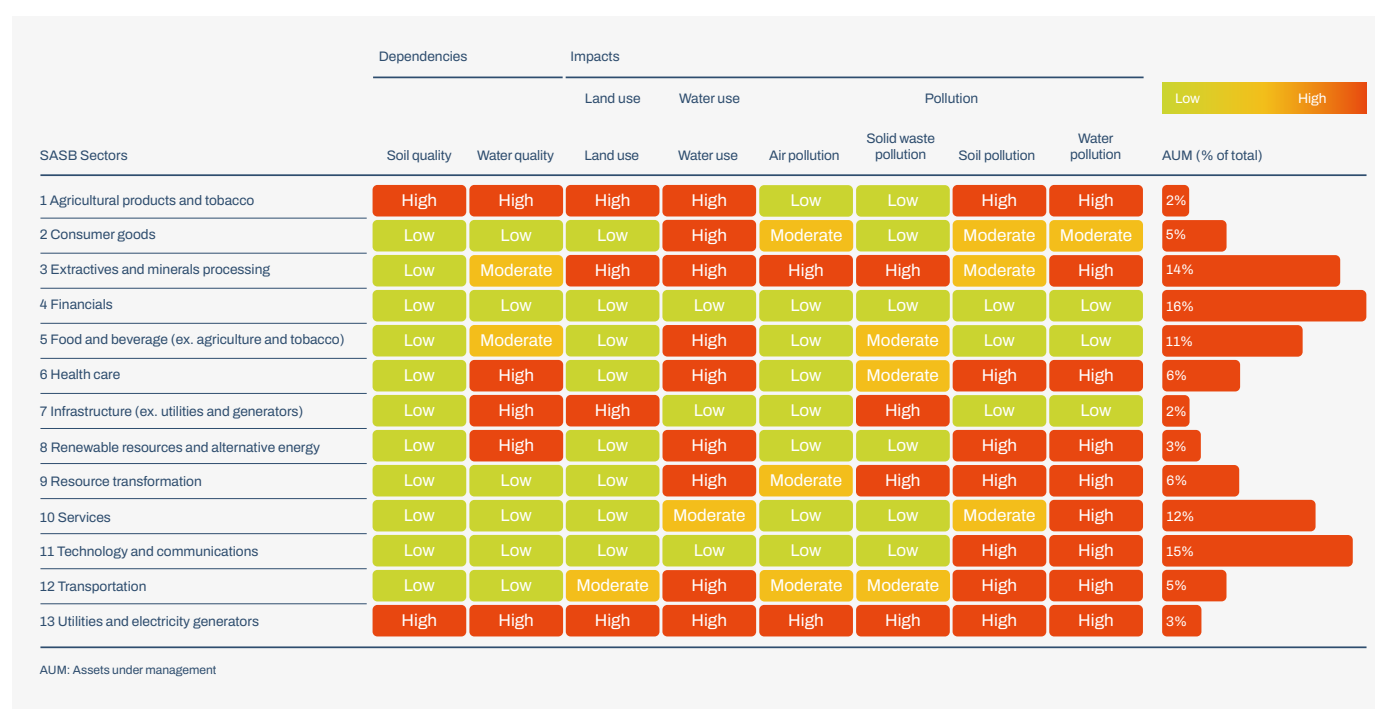 Dependencies Impacts
Land use Water use Pollution Low High
SASB Sectors Soil quality Water quality Land use Water use Air pollution Solid waste pollution Soil pollution Water pollution AUM (% of total)
1 Agricultural products and tobacco High High High High Low Low High High 2%
2 Consumer goods Low Low Low High Moderate Low Moderate Moderate 5%
3 Extractives and minerals processing Low Moderate High High High High Moderate High 14%
4 Financials Low Low Low Low Low Low Low Low 16%
5 Food and beverage (ex. agriculture and tobacco) Low Moderate Low High Low Moderate Low Low 11%
6 Health care Low High Low High Low Moderate High High 6%
7 Infrastructure (ex. utilities and generators) Low High High Low Low High Low Low 2%
8 Renewable resources and alternative energy Low High Low High Low Low High High 3%
9 Resource transformation Low Low Low High Moderate High High High 6%
10 Services Low Low Low Moderate Low Low Moderate High 12%
11 Technology and communications Low Low Low Low Low Low High High 15%
12 Transportation Low Low Moderate High Moderate Moderate High High 5%
13 Utilities and electricity generators High High High High High High High High 3%
AUM: Assets under management